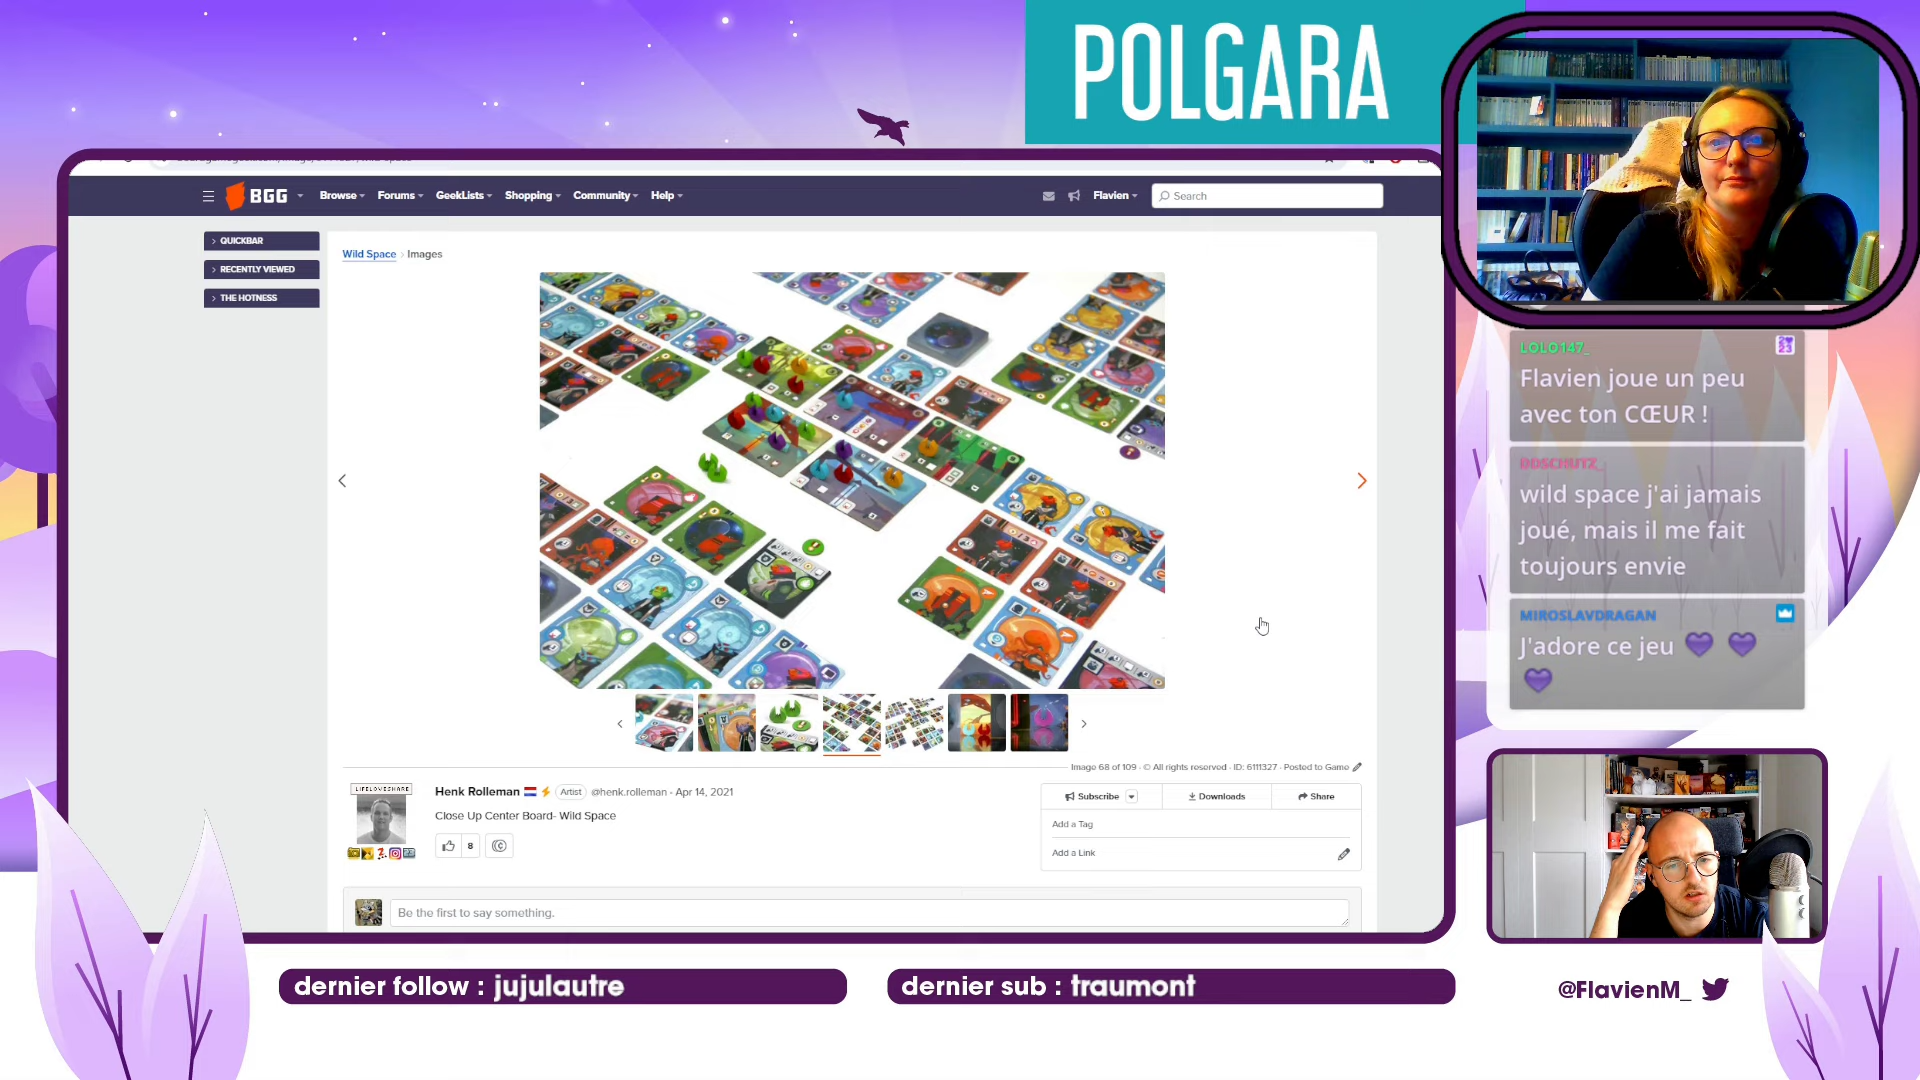 POLGARA
BGG
Browse
Forums
GeekLists
Shopping
Community
Help
Flavien
Search
QUICKBAR
RECENTLY VIEWED
THE HOTNESS
Wild Space › Images
Image 68 of 109 · © All rights reserved · ID: 6111327 · Posted to Game
LIFELOVESHARE
Henk Rolleman Artist @henk.rolleman - Apr 14, 2021
Close Up Center Board- Wild Space
8
Subscribe
Downloads
Share
Add a Tag
Add a Link
Be the first to say something.
LOLO147_
Flavien joue un peu
avec ton CŒUR !
wild space j'ai jamais
joué, mais il me fait
toujours envie
MIROSLAVDRAGAN
J'adore ce jeu
dernier follow : jujulautre
dernier sub : traumont
@FlavienM_